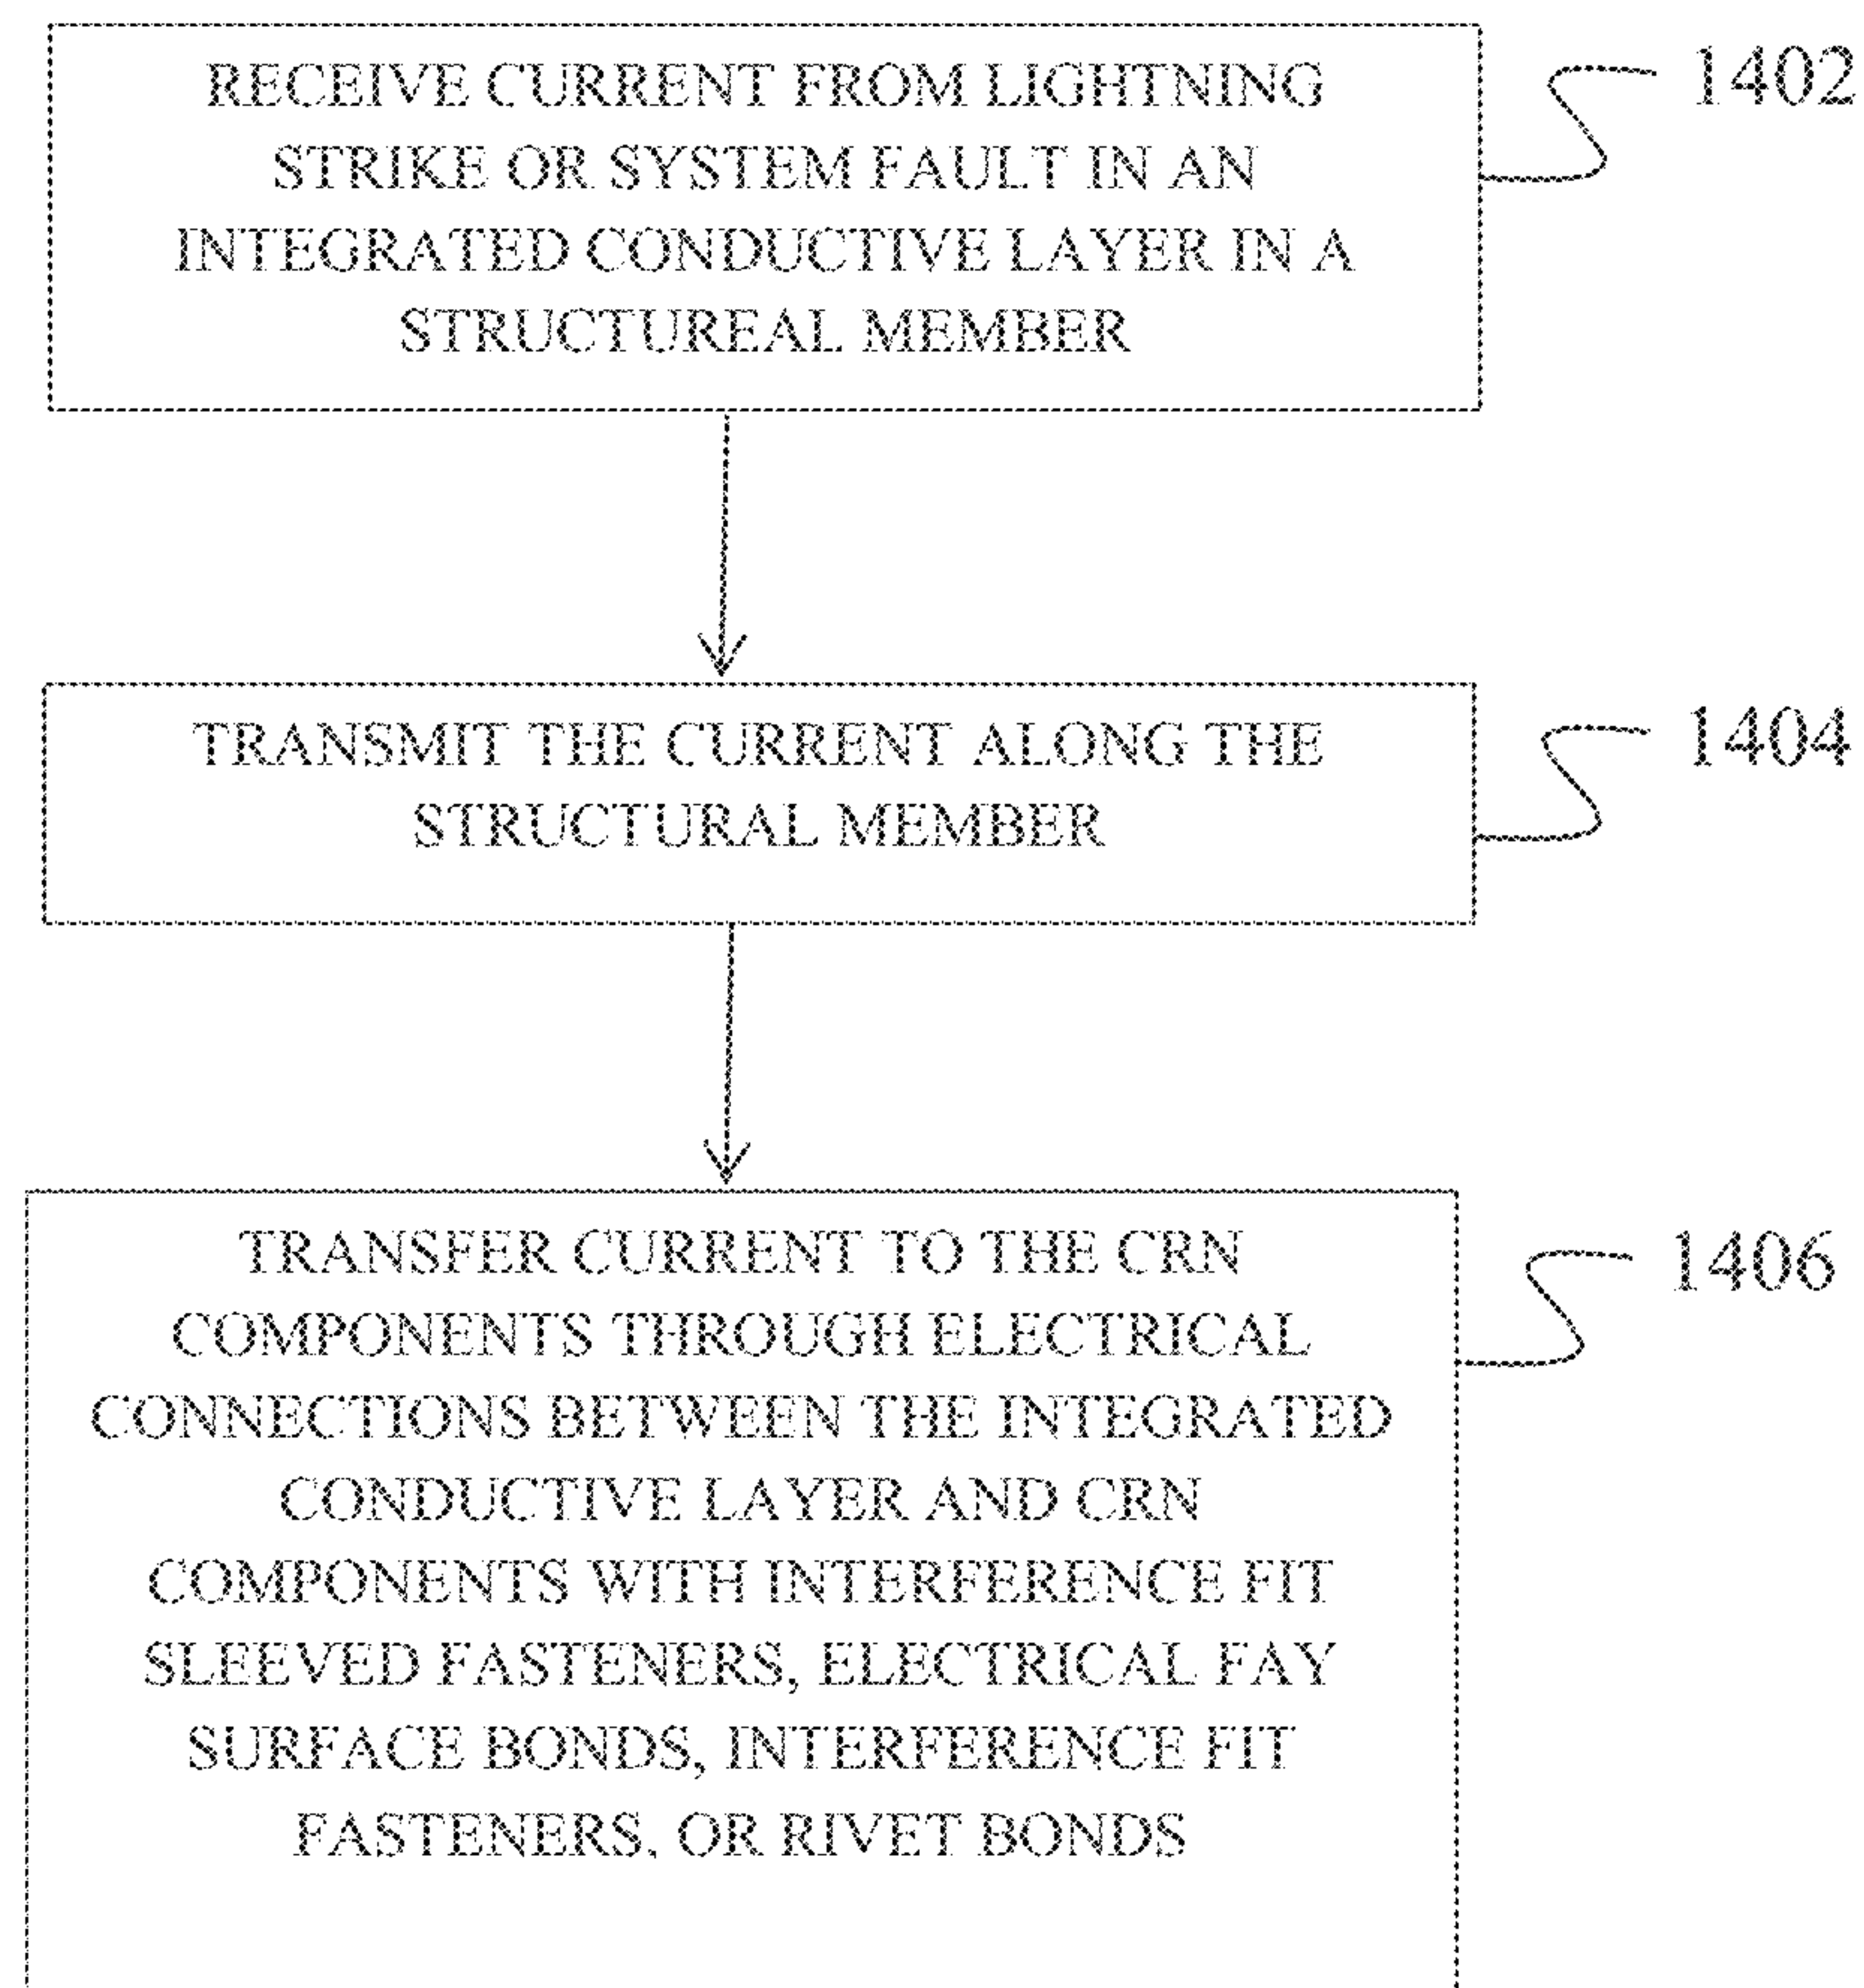 RECEIVE CURRENT FROM LIGHTNING
STRIKE OR SYSTEM FAULT IN AN
INTEGRATED CONDUCTIVE LAYER IN A
STRUCTUREAL MEMBER
1402
TRANSMIT THE CURRENT ALONG THE
STRUCTURAL MEMBER
1404
TRANSFER CURRENT TO THE CRN
COMPONENTS THROUGH ELECTRICAL
CONNECTIONS BETWEEN THE INTEGRATED
CONDUCTIVE LAYER AND CRN
COMPONENTS WITH INTERFERENCE FIT
SLEEVED FASTENERS, ELECTRICAL FAY
SURFACE BONDS, INTERFERENCE FIT
FASTENERS, OR RIVET BONDS
1406